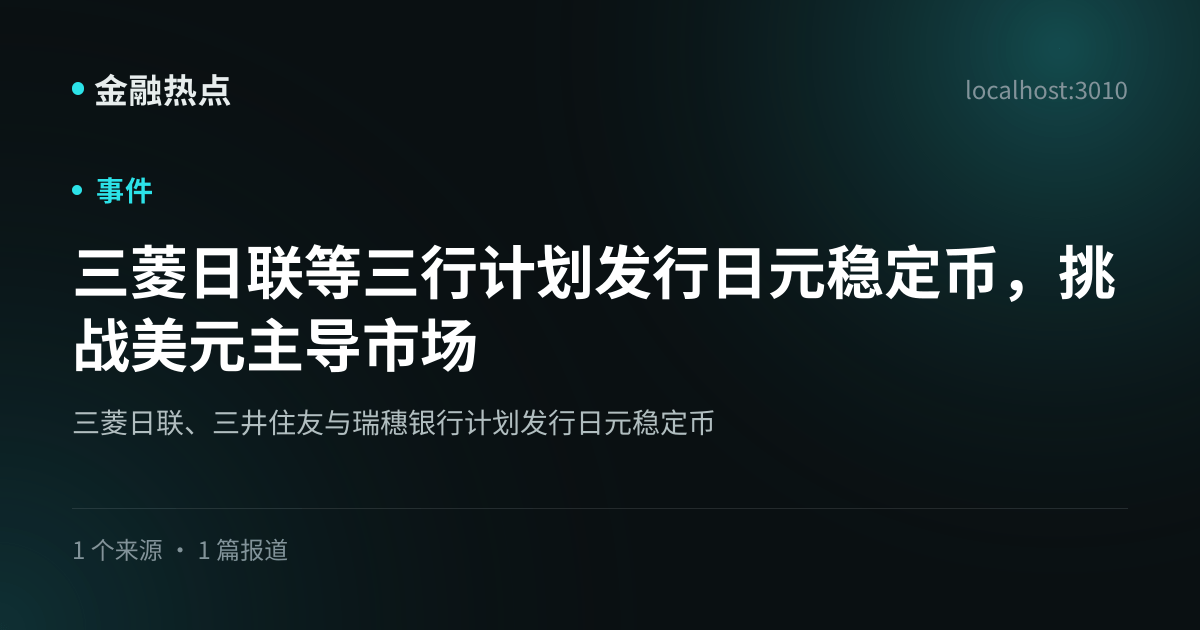 金融热点
localhost:3010
事件
三菱日联等三行计划发行日元稳定币，挑
战美元主导市场
三菱日联、三井住友与瑞穗银行计划发行日元稳定币
1 个来源 · 1 篇报道